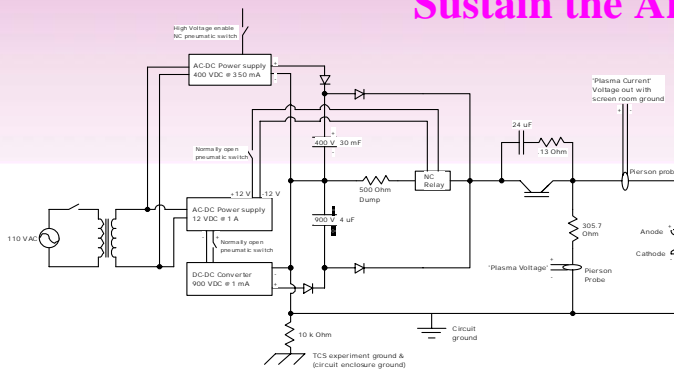 Sustain the
High Voltage enable
NC pneumatic switch
AC-DC Power supply
400 VDC @ 350 mA
+
-
'Plasma Current'
Voltage out with
screen room ground
+ -
24 uF
.13 Ohm
400 V 30 mF
Normally open
pneumatic switch
+12 V -12 V
500 Ohm
Dump
NC
Relay
Pierson prob
AC-DC Power supply
12 VDC @ 1 A
900 V 4 uF
110 VAC
Normally open
pneumatic switch
305.7
Ohm
Anode +
Cathode -
'Plasma Voltage'
+
-
Pierson
Probe
DC-DC Converter
900 VDC @ 1 mA
-
+
10 k Ohm
Circuit
ground
TCS experiment ground &
(circuit enclosure ground)